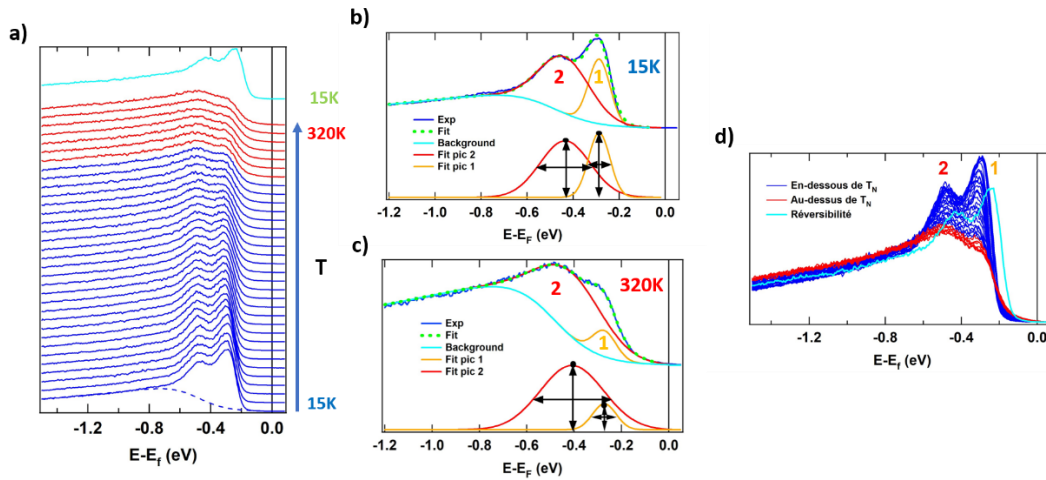 a)
15K
320K
T
15K
-1.2
-0.8
-0.4
0.0
E-Ef (eV)
b)
15K
2
1
Exp
Fit
Background
Fit pic 2
Fit pic 1
-1.2
-1.0
-0.8
-0.6
-0.4
-0.2
0.0
E-EF (eV)
c)
320K
2
1
Exp
Fit
Background
Fit pic 1
Fit pic 2
-1.2
-1.0
-0.8
-0.6
-0.4
-0.2
0.0
E-EF (eV)
d)
2
1
En-dessous de TN
Au-dessus de TN
Réversibilité
-1.2
-0.8
-0.4
0.0
E-Ef (eV)